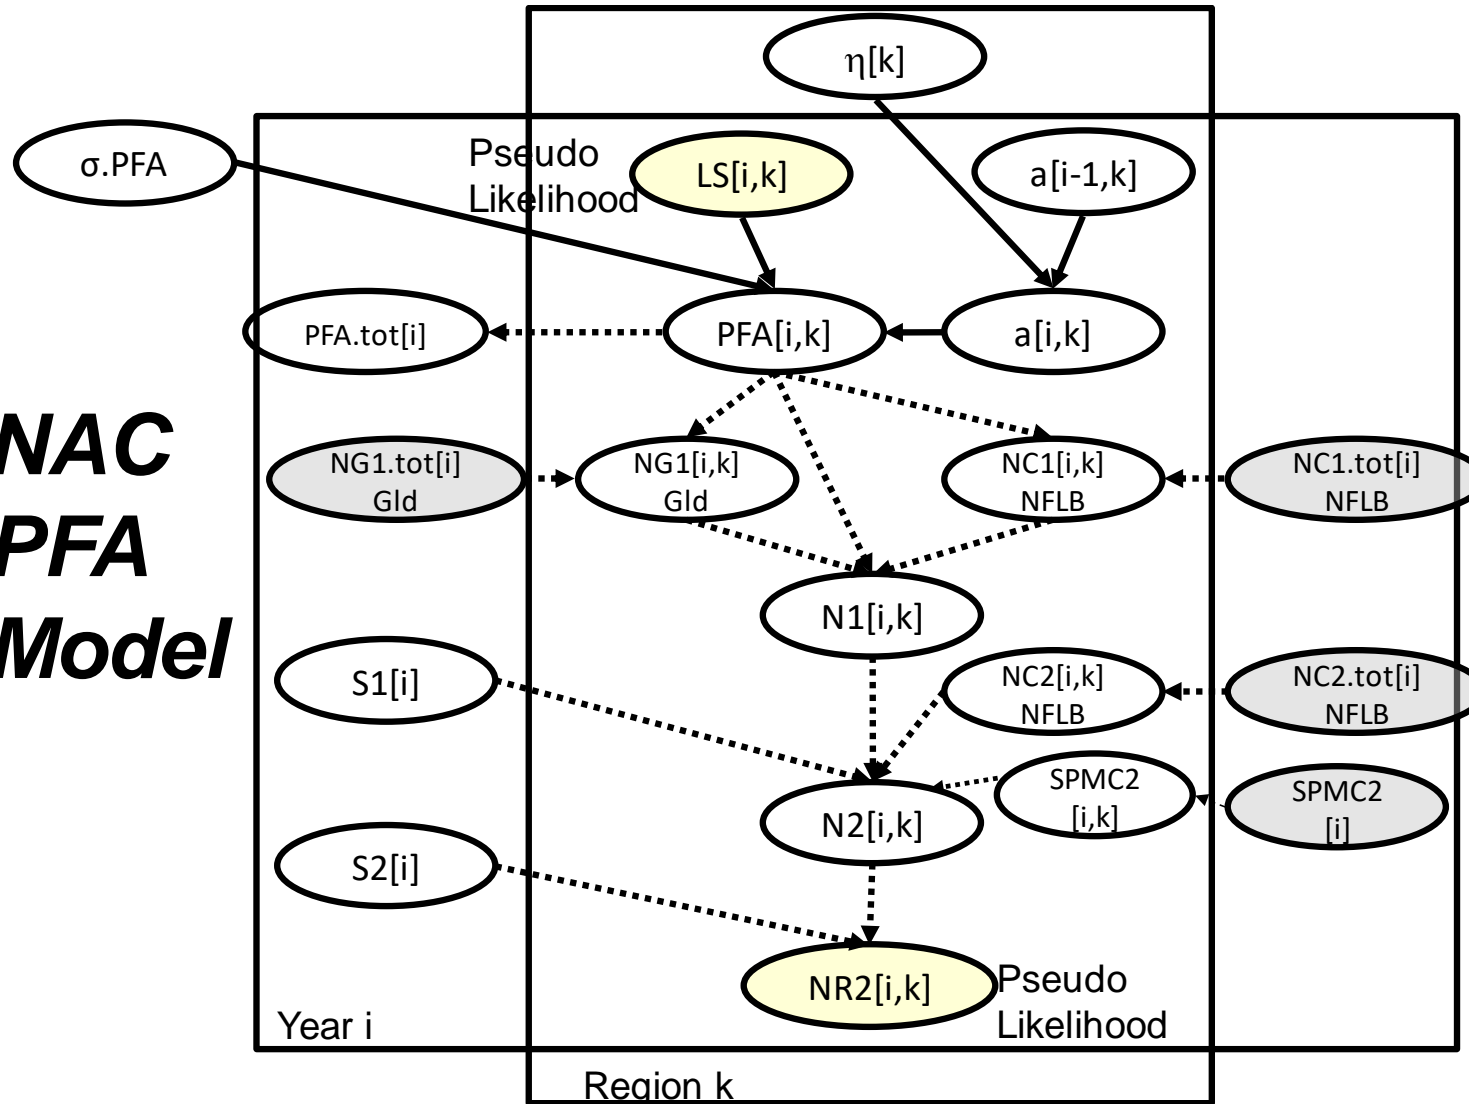 η[k]
σ.PFA
Pseudo
Likelihood
LS[i,k]
a[i-1,k]
PFA.tot[i]
PFA[i,k]
a[i,k]
NAC
PFA
Model
NG1.tot[i]
Gld
NG1[i,k]
Gld
NC1[i,k]
NFLB
NC1.tot[i]
NFLB
N1[i,k]
S1[i]
NC2[i,k]
NFLB
NC2.tot[i]
NFLB
SPMC2
[i,k]
SPMC2
[i]
N2[i,k]
S2[i]
NR2[i,k]
Pseudo
Likelihood
Year i
Region k